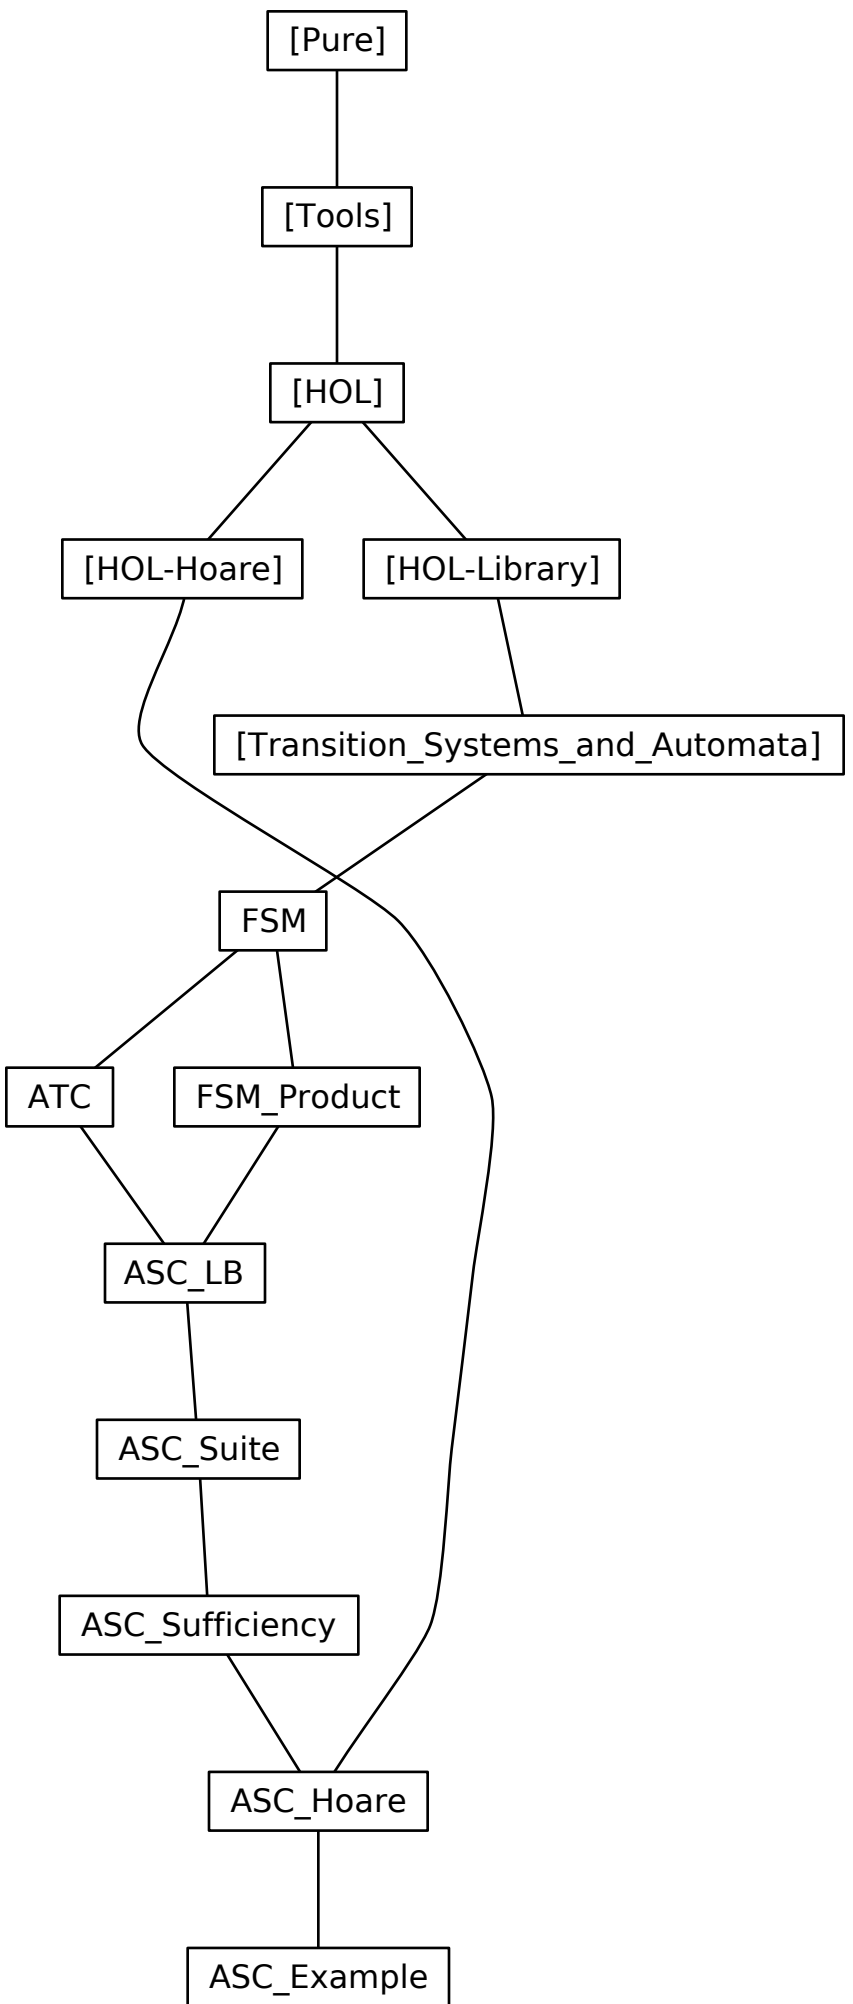 [Pure]
[Tools]
[HOL]
[HOL-Hoare]
[HOL-Library]
[Transition_Systems_and_Automata]
FSM
ATC
FSM_Product
ASC_LB
ASC_Suite
ASC_Sufficiency
ASC_Hoare
ASC_Example